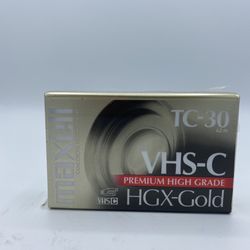 maxell
TC-30
VHS-C
PREMIUM HIGH GRADE
HGX-Gold
VHS C